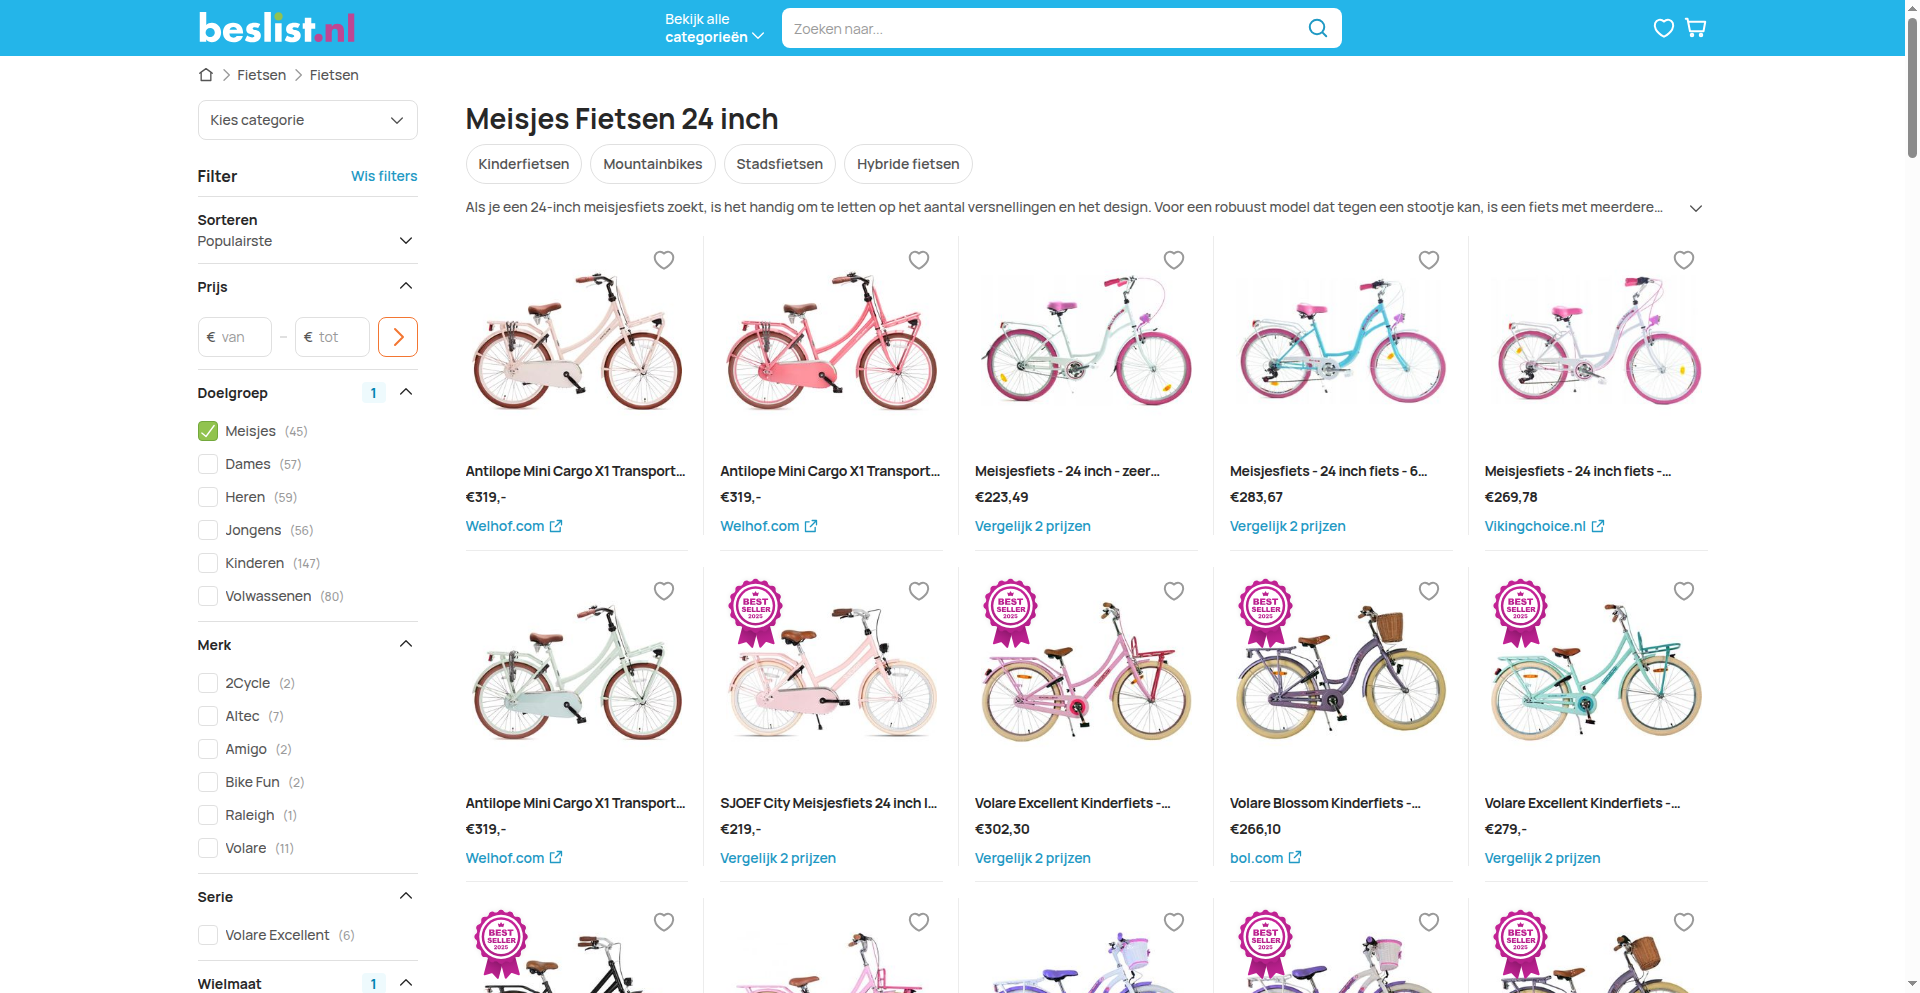 beslist.nl
Bekijk alle
categorieën
Zoeken naar...
Fietsen
Fietsen
Kies categorie
Filter
Wis filters
Sorteren
Populairste
Prijs
€ van
–
€ tot
Doelgroep
1
Meisjes (45)
Dames (57)
Heren (59)
Jongens (56)
Kinderen (147)
Volwassenen (80)
Merk
2Cycle (2)
Altec (7)
Amigo (2)
Bike Fun (2)
Raleigh (1)
Volare (11)
Serie
Volare Excellent (6)
Wielmaat
1
Meisjes Fietsen 24 inch
Kinderfietsen
Mountainbikes
Stadsfietsen
Hybride fietsen
Als je een 24-inch meisjesfiets zoekt, is het handig om te letten op het aantal versnellingen en het design. Voor een robuust model dat tegen een stootje kan, is een fiets met meerdere...
Antilope Mini Cargo X1 Transport...
€319,-
Welhof.com
Antilope Mini Cargo X1 Transport...
€319,-
Welhof.com
Meisjesfiets - 24 inch - zeer...
€223,49
Vergelijk 2 prijzen
Meisjesfiets - 24 inch fiets - 6...
€283,67
Vergelijk 2 prijzen
Meisjesfiets - 24 inch fiets -...
€269,78
Vikingchoice.nl
Antilope Mini Cargo X1 Transport...
€319,-
Welhof.com
BEST
SELLER
2025
SJOEF City Meisjesfiets 24 inch |...
€219,-
Vergelijk 2 prijzen
BEST
SELLER
2025
Volare Excellent Kinderfiets -...
€302,30
Vergelijk 2 prijzen
BEST
SELLER
2025
Volare Blossom Kinderfiets -...
€266,10
bol.com
BEST
SELLER
2025
Volare Excellent Kinderfiets -...
€279,-
Vergelijk 2 prijzen
BEST
SELLER
2025
BEST
SELLER
2025
BEST
SELLER
2025